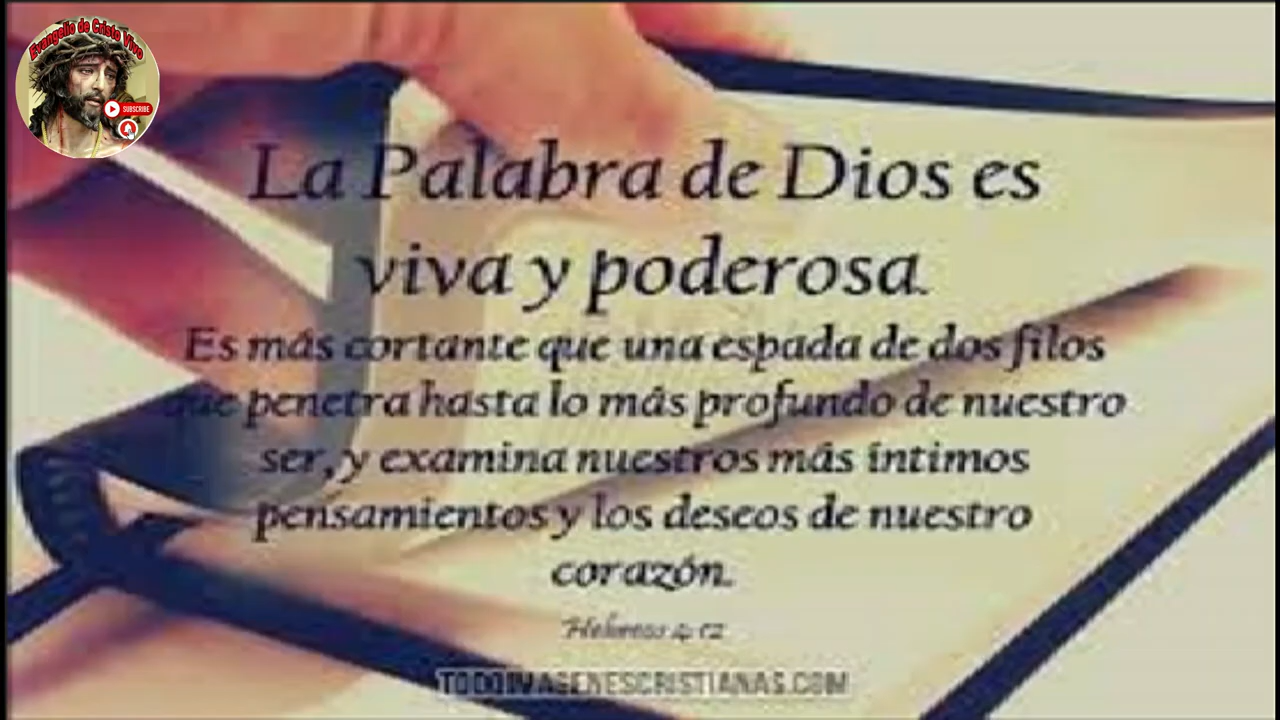 Evangelio de Cristo Vivo
SUBSCRIBE
La Palabra de Dios es
viva y poderosa.
Es más cortante que una espada de dos filos
que penetra hasta lo más profundo de nuestro
ser, y examina nuestros más íntimos
pensamientos y los deseos de nuestro
corazón.
Hebreos 4:12
TODOIMAGENESCRISTIANAS.COM